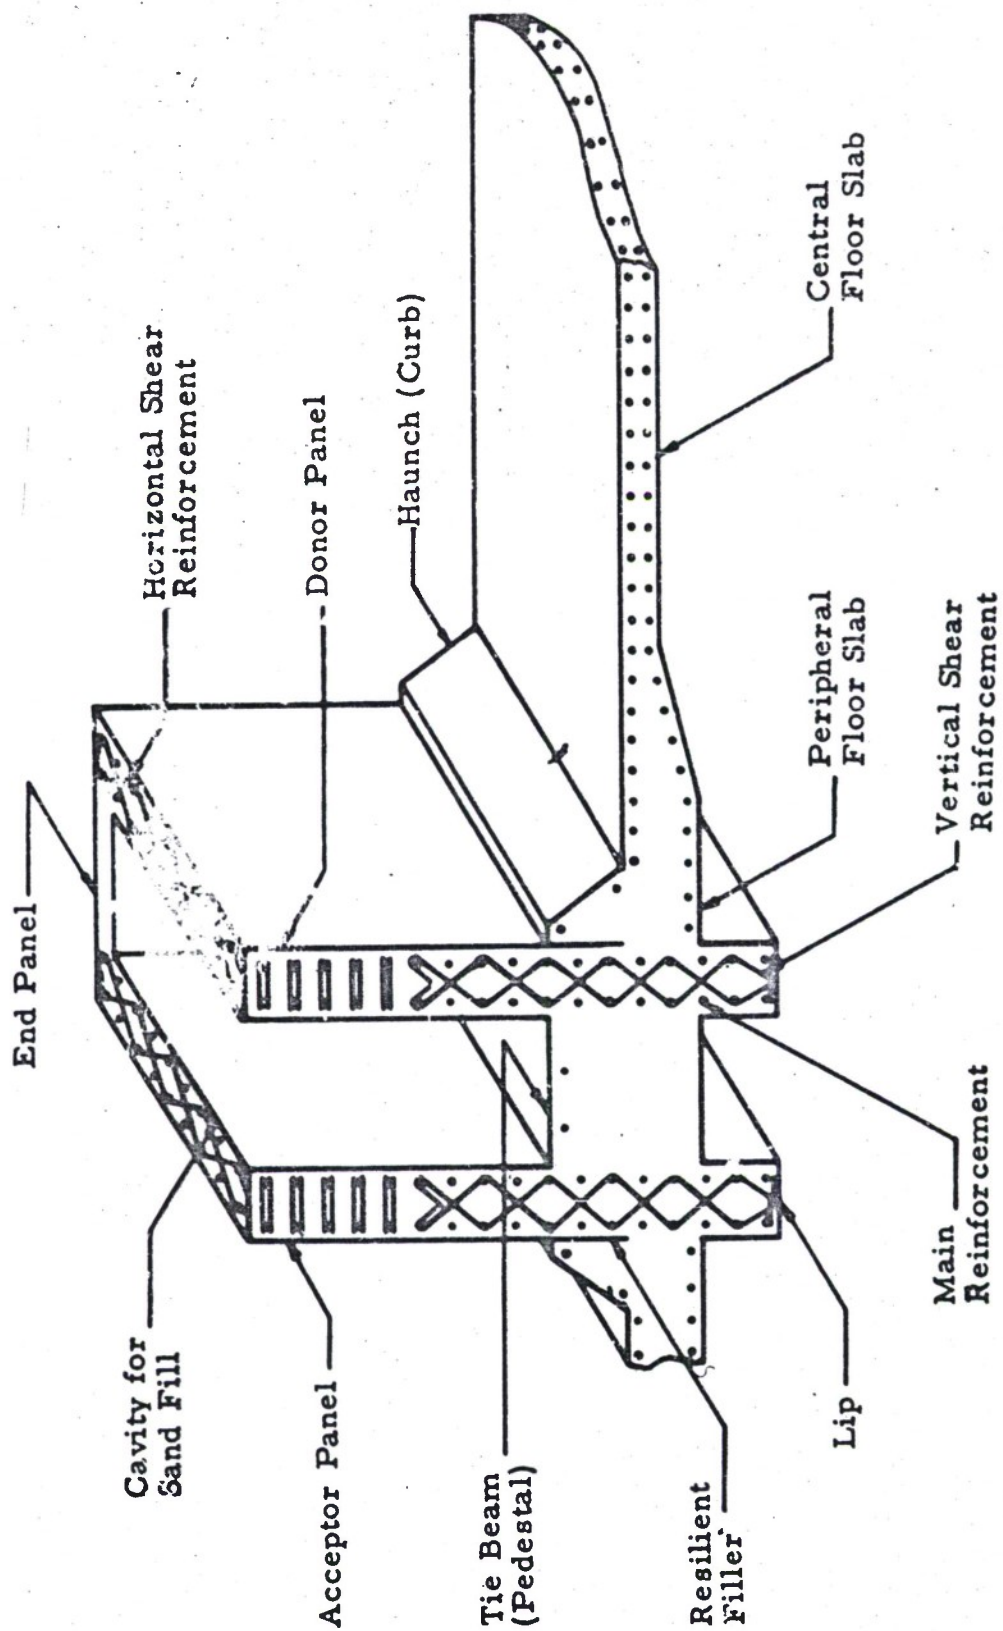 End Panel
Horizontal Shear
Reinforcement
Cavity for
Sand Fill
Donor Panel
Acceptor Panel
Haunch (Curb)
Tie Beam
(Pedestal)
Resilient
Filler
Peripheral
Floor Slab
Central
Floor Slab
Lip
Main
Reinforcement
Vertical Shear
Reinforcement